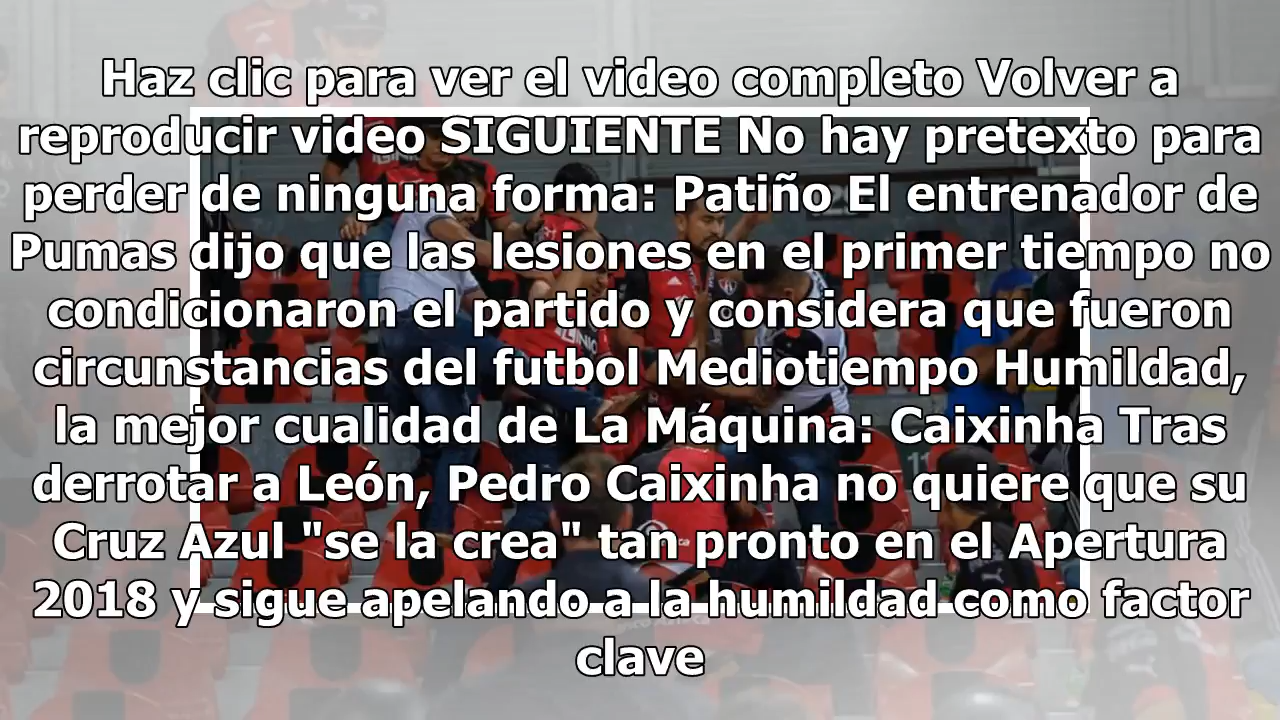 Haz clic para ver el video completo Volver a
reproducir video SIGUIENTE No hay pretexto para
perder de ninguna forma: Patiño El entrenador de
Pumas dijo que las lesiones en el primer tiempo no
condicionaron el partido y considera que fueron
circunstancias del futbol Mediotiempo Humildad,
la mejor cualidad de La Máquina: Caixinha Tras
derrotar a León, Pedro Caixinha no quiere que su
Cruz Azul "se la crea" tan pronto en el Apertura
2018 y sigue apelando a la humildad como factor
clave